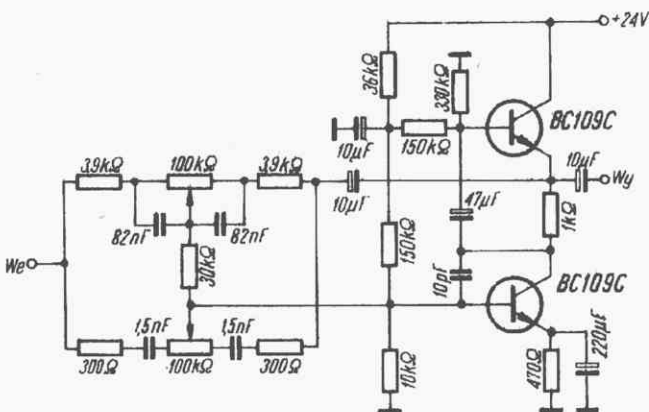 +24V
36kΩ
330kΩ
BC109C
10µF
150kΩ
10µF
Wy
3,9kΩ
100kΩ
3,9kΩ
10µF
47µF
1kΩ
82nF
82nF
We
30kΩ
150kΩ
10pF
BC109C
1,5nF
1,5nF
220µF
300Ω
100kΩ
300Ω
10kΩ
470Ω